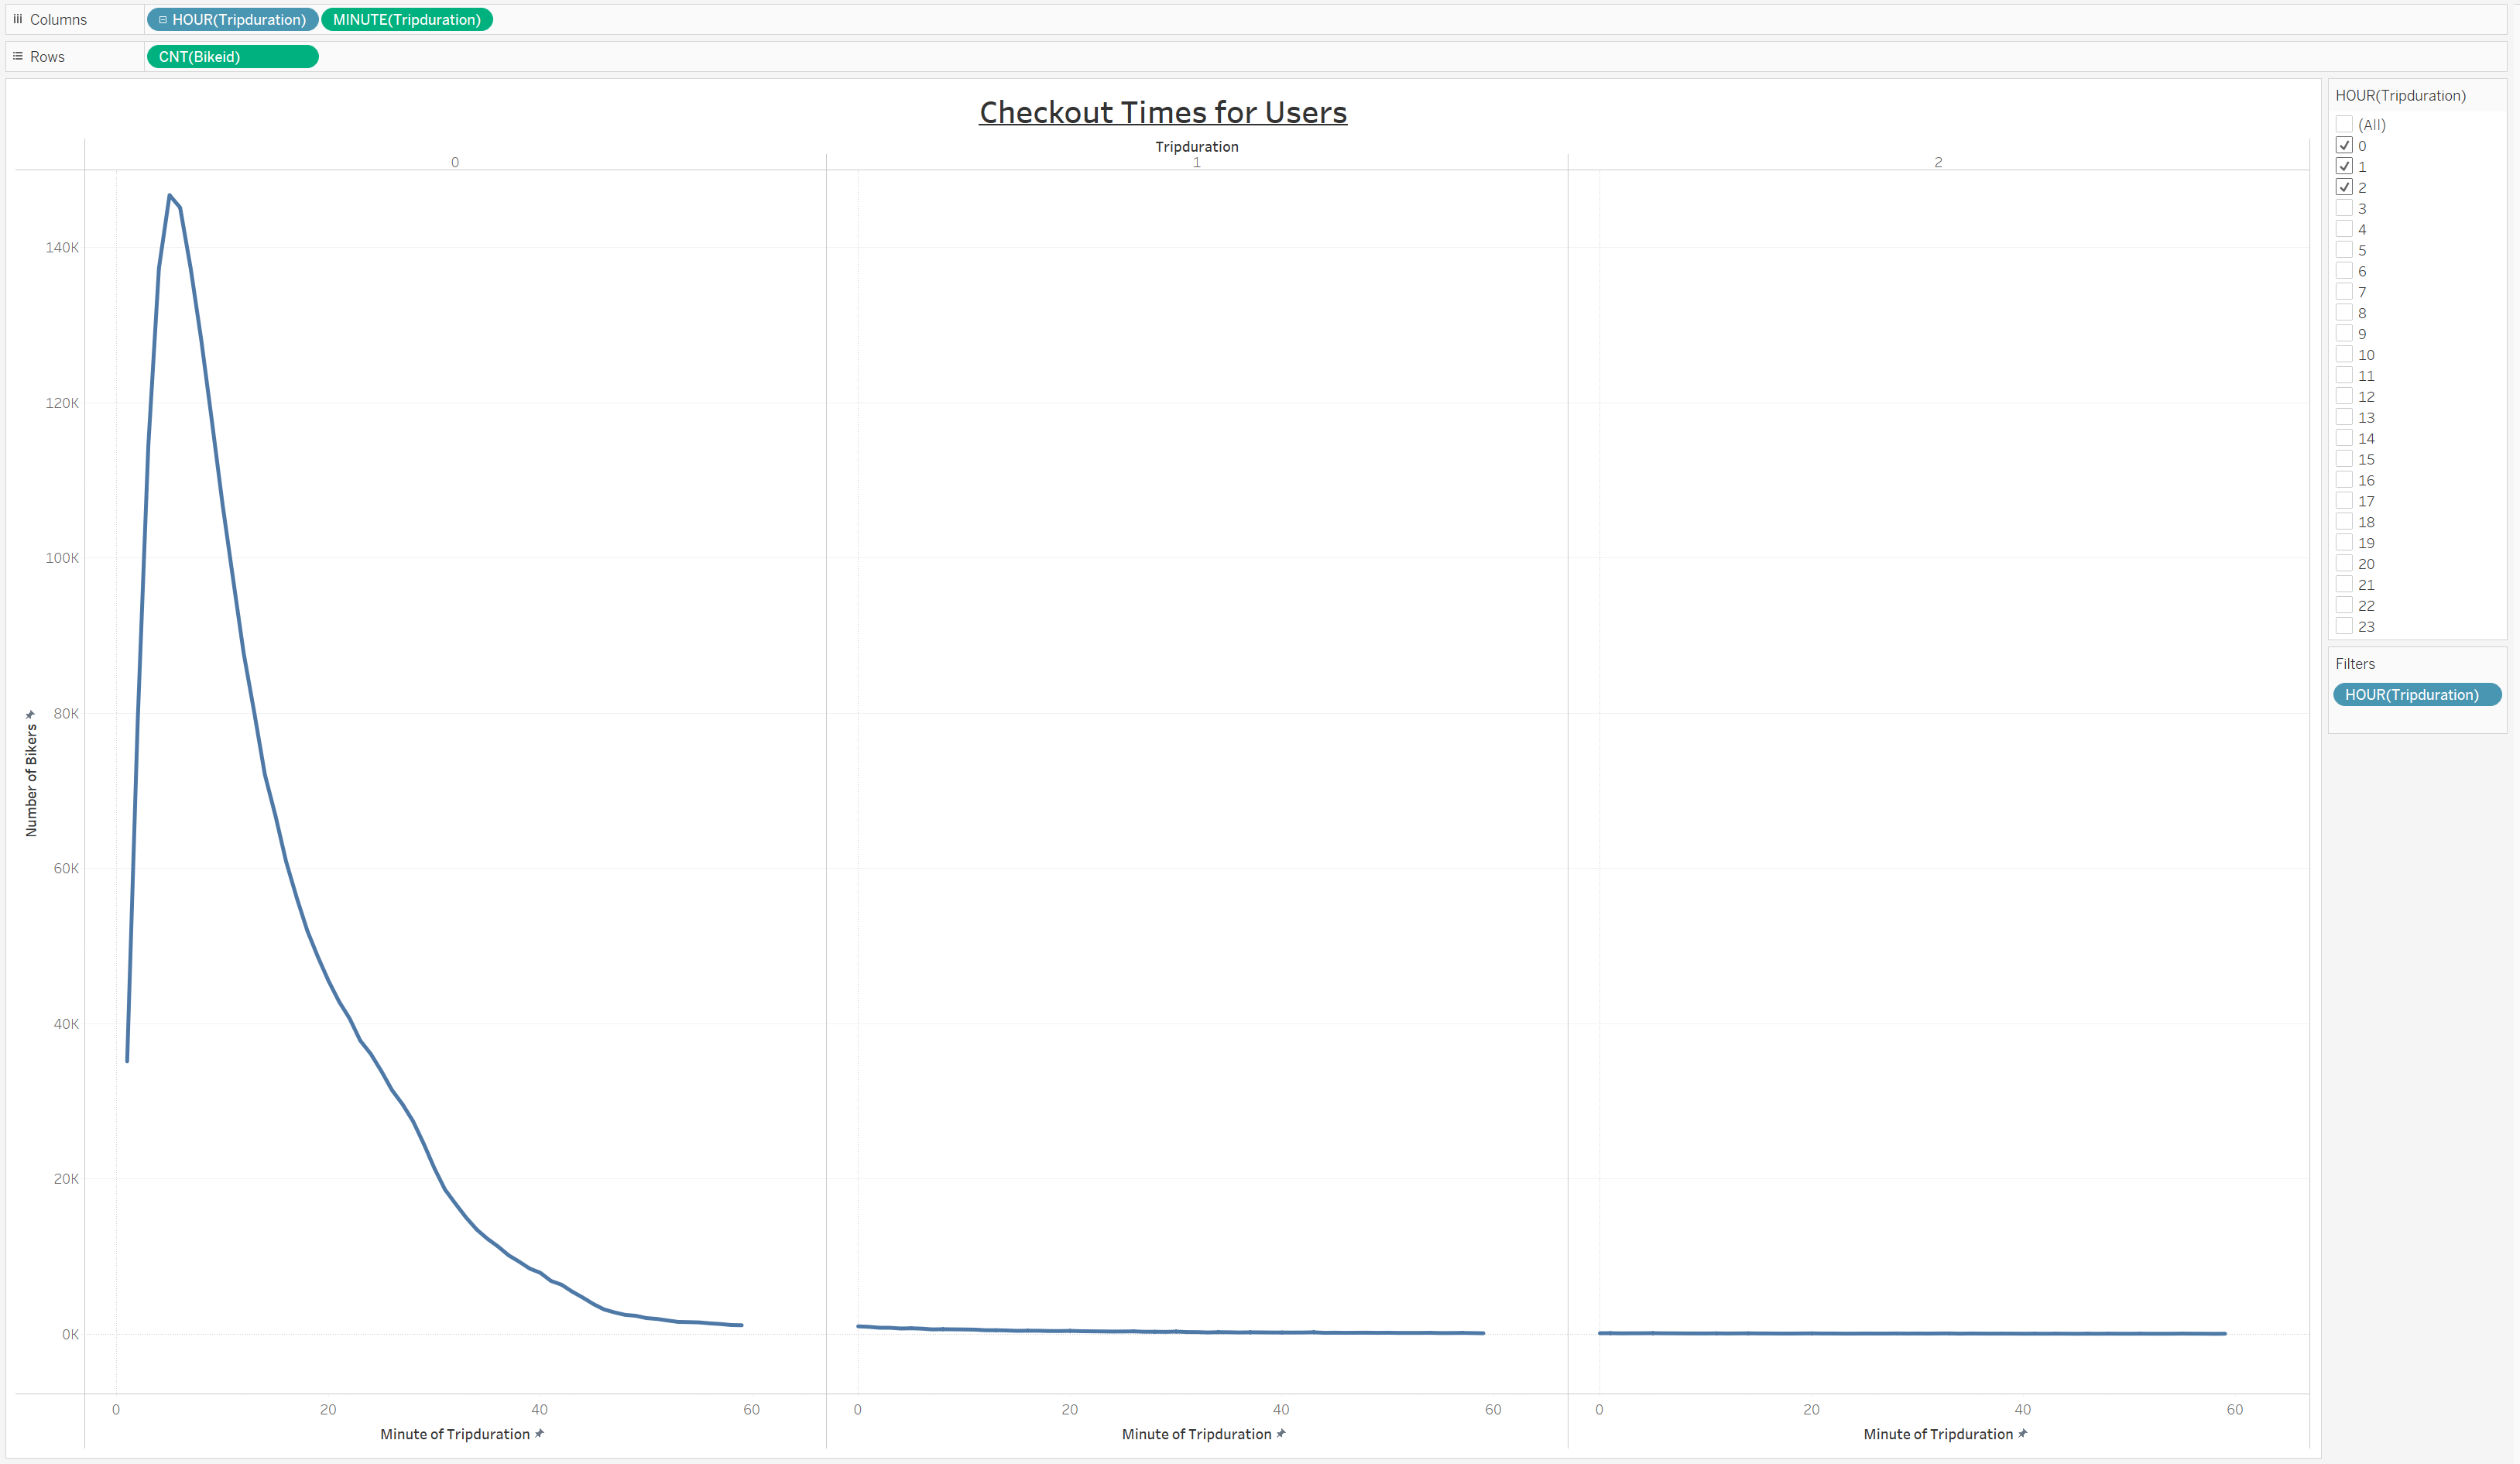 Columns HOUR(Tripduration) MINUTE(Tripduration)
Rows CNT(Bikeid)
Checkout Times for Users
Tripduration
0 1 2
140K
120K
100K
80K
60K
40K
20K
0K
Number of Bikers
0 20 40 60 0 20 40 60 0 20 40 60
Minute of Tripduration Minute of Tripduration Minute of Tripduration
HOUR(Tripduration)
(All)
0
1
2
3
4
5
6
7
8
9
10
11
12
13
14
15
16
17
18
19
20
21
22
23
Filters
HOUR(Tripduration)